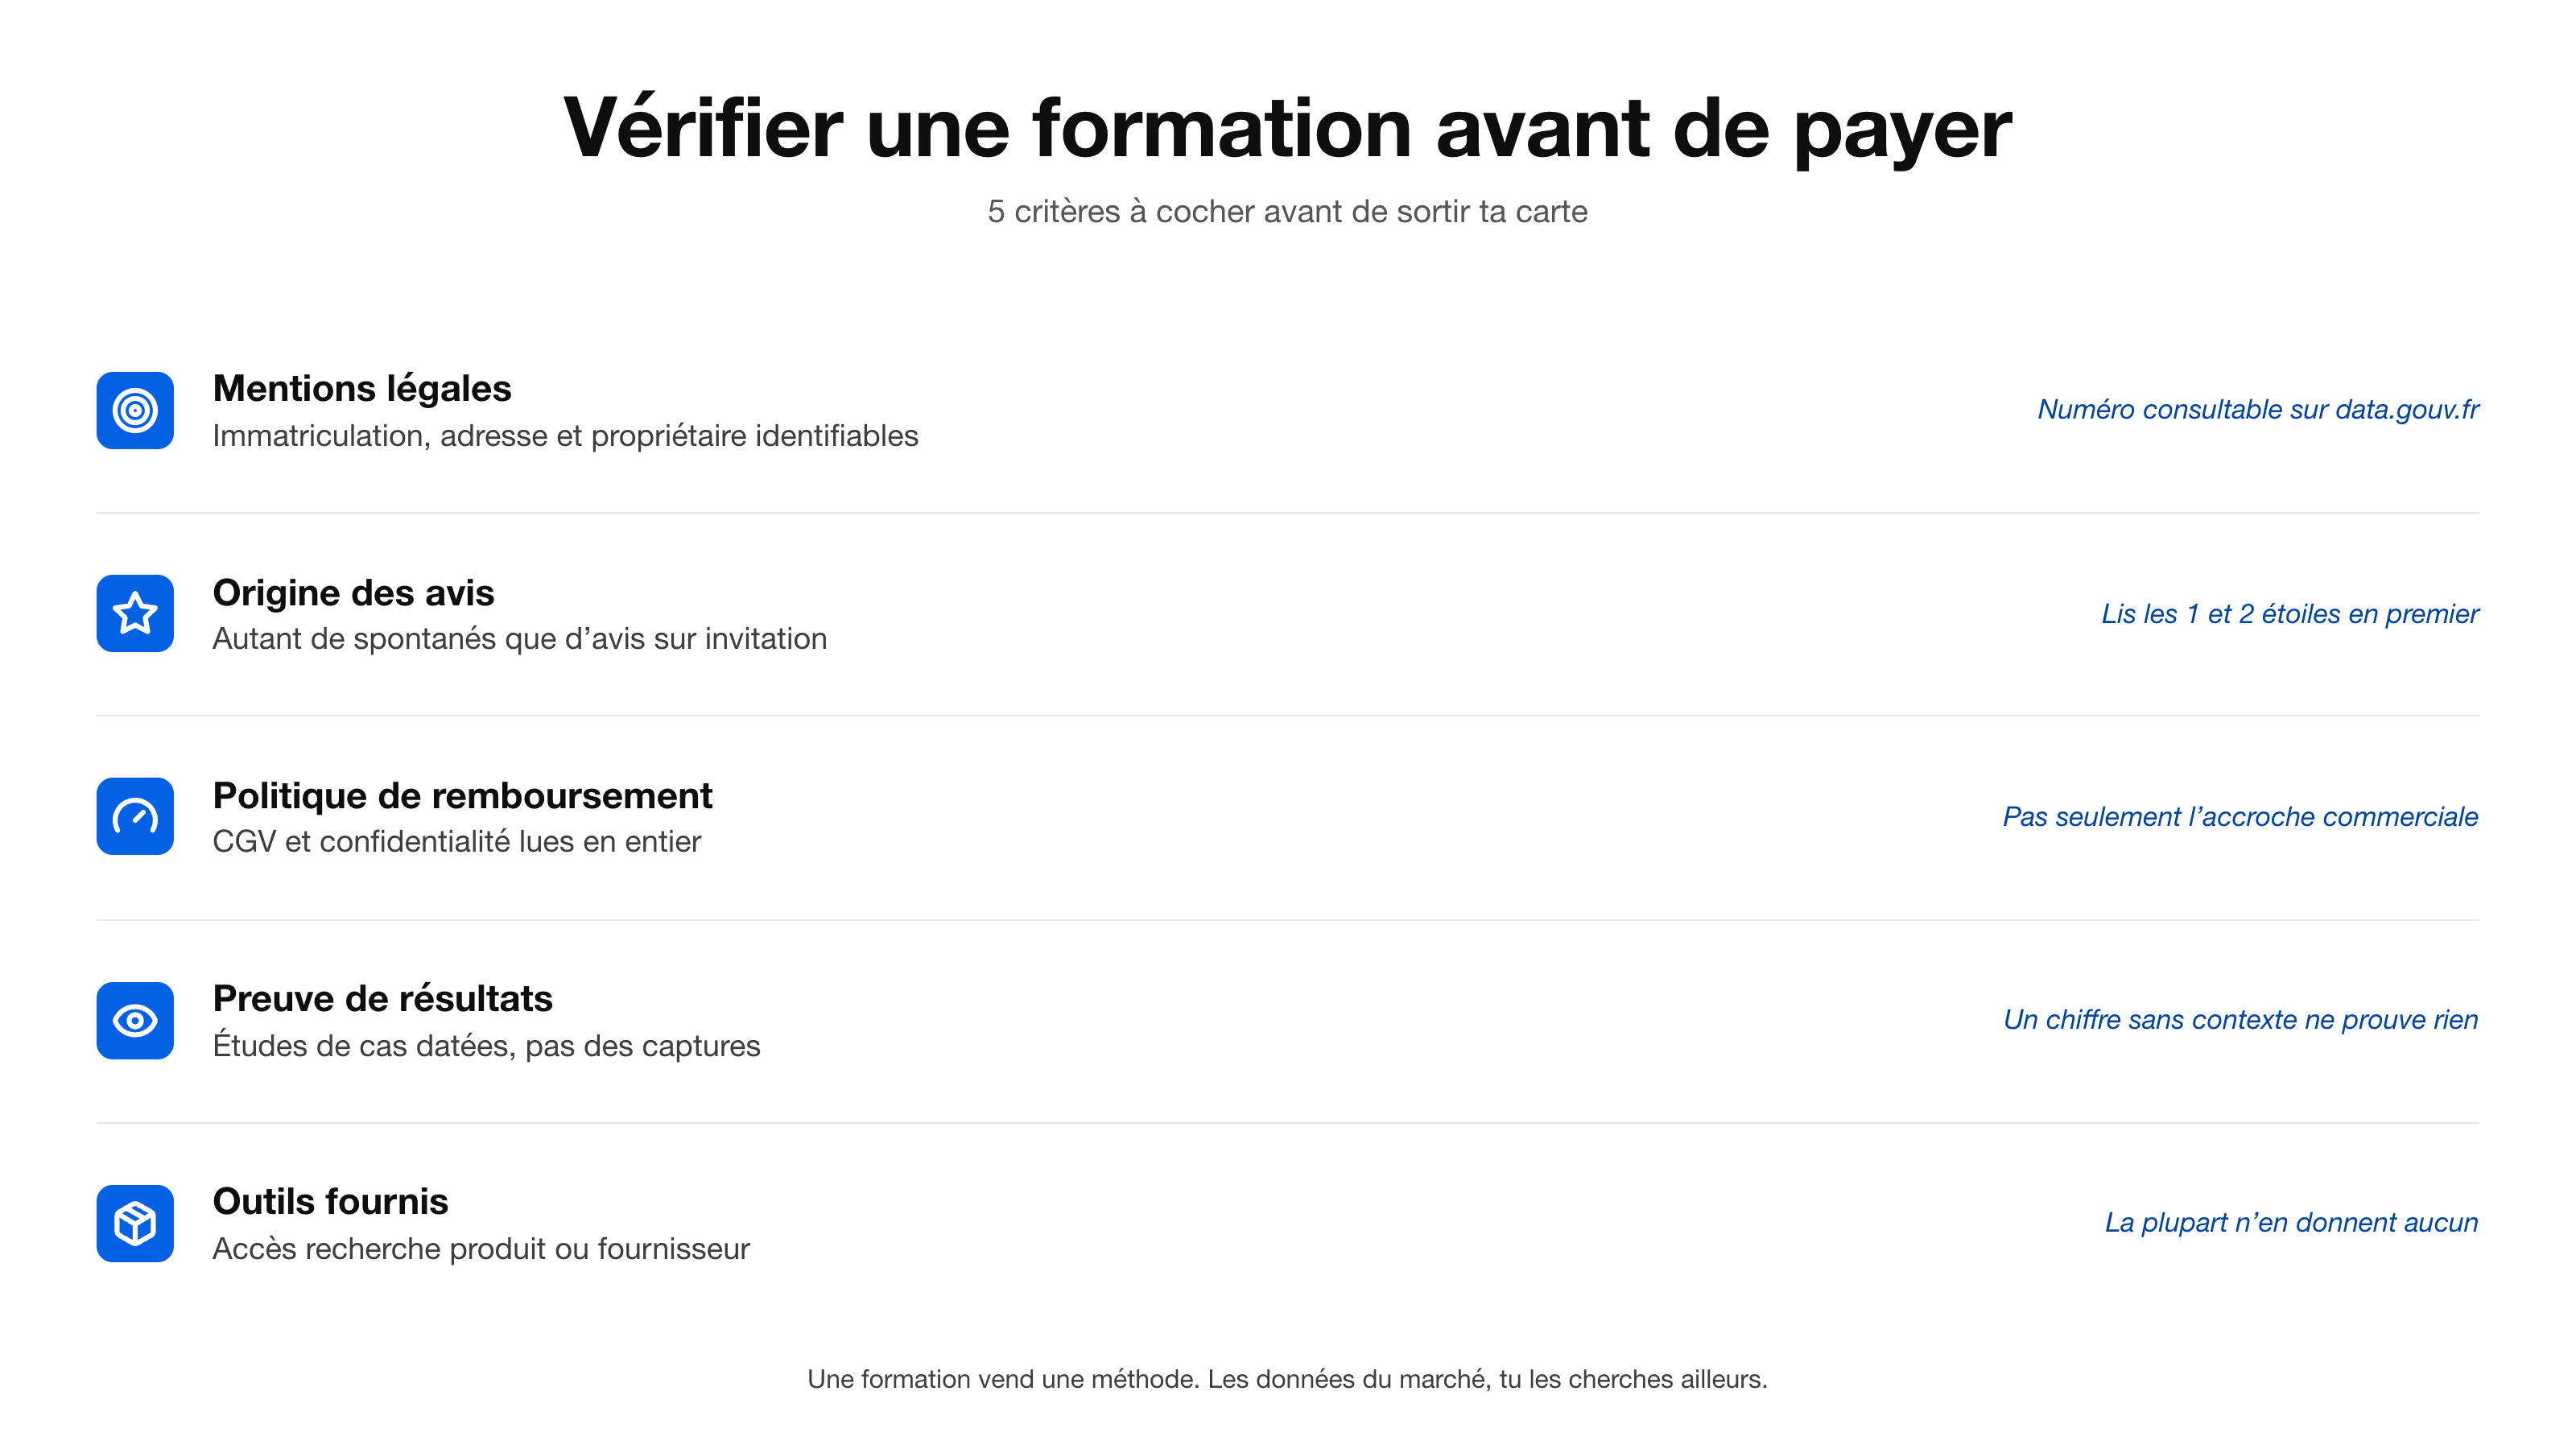 Vérifier une formation avant de payer
5 critères à cocher avant de sortir ta carte
Mentions légales
Immatriculation, adresse et propriétaire identifiables
Numéro consultable sur data.gouv.fr
Origine des avis
Autant de spontanés que d’avis sur invitation
Lis les 1 et 2 étoiles en premier
Politique de remboursement
CGV et confidentialité lues en entier
Pas seulement l’accroche commerciale
Preuve de résultats
Études de cas datées, pas des captures
Un chiffre sans contexte ne prouve rien
Outils fournis
Accès recherche produit ou fournisseur
La plupart n’en donnent aucun
Une formation vend une méthode. Les données du marché, tu les cherches ailleurs.